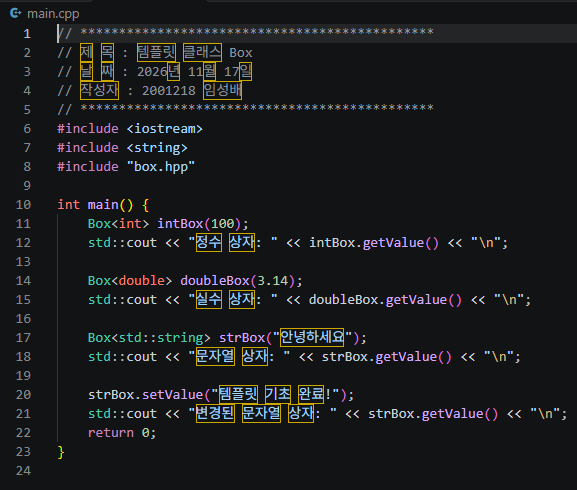 main.cpp
1 // **********************************************
2 // 제 목 : 템플릿 클래스 Box
3 // 날 짜 : 2026년 11월 17일
4 // 작성자 : 2001218 임성배
5 // **********************************************
6 #include <iostream>
7 #include <string>
8 #include "box.hpp"
9
10 int main() {
11     Box<int> intBox(100);
12     std::cout << "정수 상자: " << intBox.getValue() << "\n";
13
14     Box<double> doubleBox(3.14);
15     std::cout << "실수 상자: " << doubleBox.getValue() << "\n";
16
17     Box<std::string> strBox("안녕하세요");
18     std::cout << "문자열 상자: " << strBox.getValue() << "\n";
19
20     strBox.setValue("템플릿 기초 완료!");
21     std::cout << "변경된 문자열 상자: " << strBox.getValue() << "\n";
22     return 0;
23 }
24